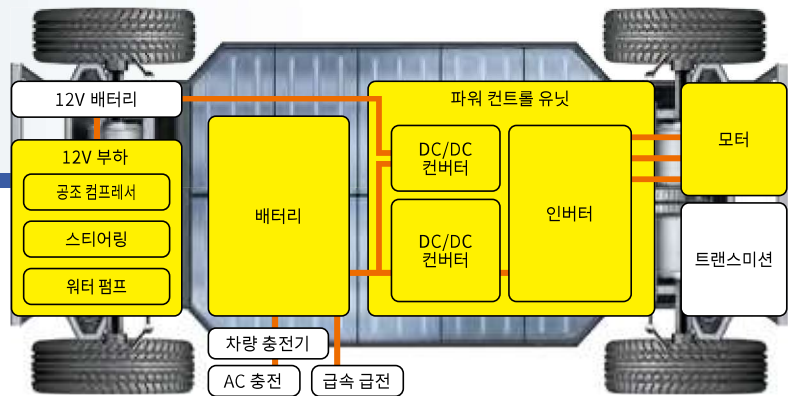 12V 배터리
12V 부하
공조 컴프레서
스티어링
워터 펌프
배터리
파워 컨트롤 유닛
DC/DC
컨버터
DC/DC
컨버터
인버터
모터
트랜스미션
차량 충전기
AC 충전
급속 급전